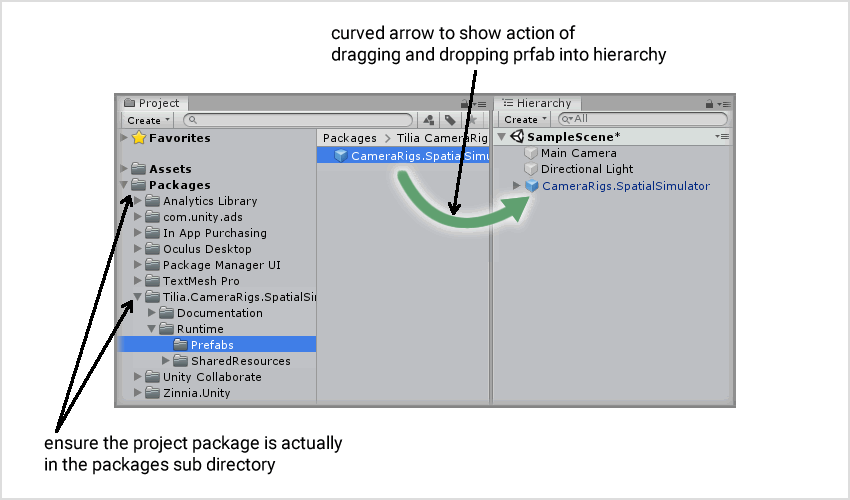 curved arrow to show action of
dragging and dropping prfab into hierarchy
Project
Create
Favorites
Assets
Packages
Analytics Library
com.unity.ads
In App Purchasing
Oculus Desktop
Package Manager UI
TextMesh Pro
Tilia.CameraRigs.SpatialSi
Documentation
Runtime
Prefabs
SharedResources
Unity Collaborate
Zinnia.Unity
Packages > Tilia CameraRig
CameraRigs.SpatialSimu
Hierarchy
Create All
SampleScene*
Main Camera
Directional Light
CameraRigs.SpatialSimulator
ensure the project package is actually
in the packages sub directory